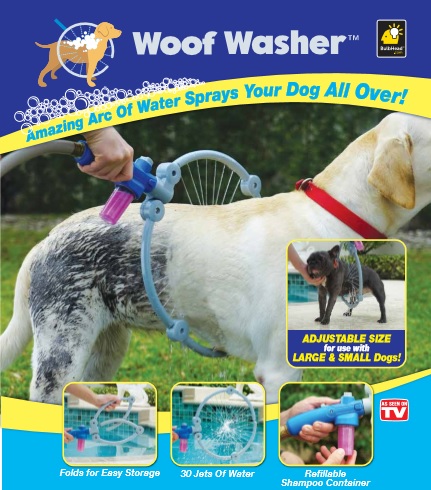 Woof Washer™
BulbHead
Amazing Arc Of Water Sprays Your Dog All Over!
ADJUSTABLE SIZE
for use with
LARGE & SMALL Dogs!
AS SEEN ON
TV
Folds for Easy Storage
30 Jets Of Water
Refillable
Shampoo Container